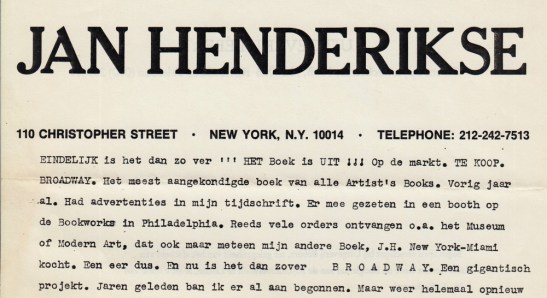 JAN HENDERIKSE
110 CHRISTOPHER STREET · NEW YORK, N.Y. 10014 · TELEPHONE: 212-242-7513
EINDELIJK is het dan zo ver ''' HET Boek is UIT ''' Op de markt. TE KOOP.
BROADWAY. Het meest aangekondigde boek van alle Artist's Books. Vorig jaar
al. Had advertenties in mijn tijdschrift. Er mee gezeten in een booth op
de Bookworks in Philadelphia. Reeds vele orders ontvangen o.a. het Museum
of Modern Art, dat ook maar meteen mijn andere Boek, J.H. New York-Miami
kocht. Een eer dus. En nu is het dan zover B R O A D W A Y. Een gigantisch
projekt. Jaren geleden ban ik er al aan begonnen. Maar weer helemaal opnieuw